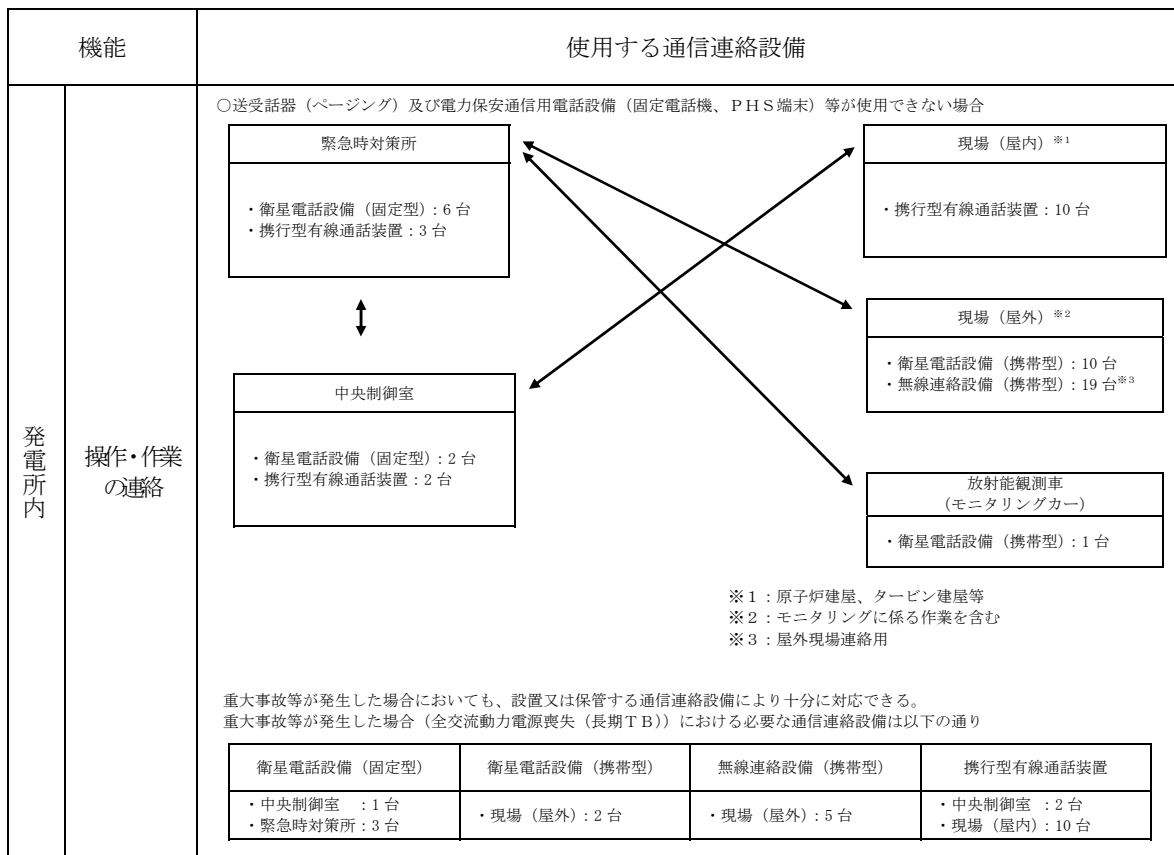 機能
使用する通信連絡設備
発電所内
操作・作業
の連絡
○送受話器（ページング）及び電力保安通信用電話設備（固定電話機、ＰＨＳ端末）等が使用できない場合
緊急時対策所
・衛星電話設備（固定型）：6 台
・携行型有線通話装置：3 台
現場（屋内）※1
・携行型有線通話装置：10 台
現場（屋外）※2
・衛星電話設備（携帯型）：10 台
・無線連絡設備（携帯型）：19 台※3
中央制御室
・衛星電話設備（固定型）：2 台
・携行型有線通話装置：2 台
放射能観測車
(モニタリングカー)
・衛星電話設備（携帯型）：1 台
※１：原子炉建屋、タービン建屋等
※２：モニタリングに係る作業を含む
※３：屋外現場連絡用
重大事故等が発生した場合においても、設置又は保管する通信連絡設備により十分に対応できる。
重大事故等が発生した場合（全交流動力電源喪失（長期ＴＢ））における必要な通信連絡設備は以下の通り
衛星電話設備（固定型）
衛星電話設備（携帯型）
無線連絡設備（携帯型）
携行型有線通話装置
・中央制御室　：1 台
・緊急時対策所：3 台
・現場（屋外）：2 台
・現場（屋外）：5 台
・中央制御室　：2 台
・現場（屋内）：10 台